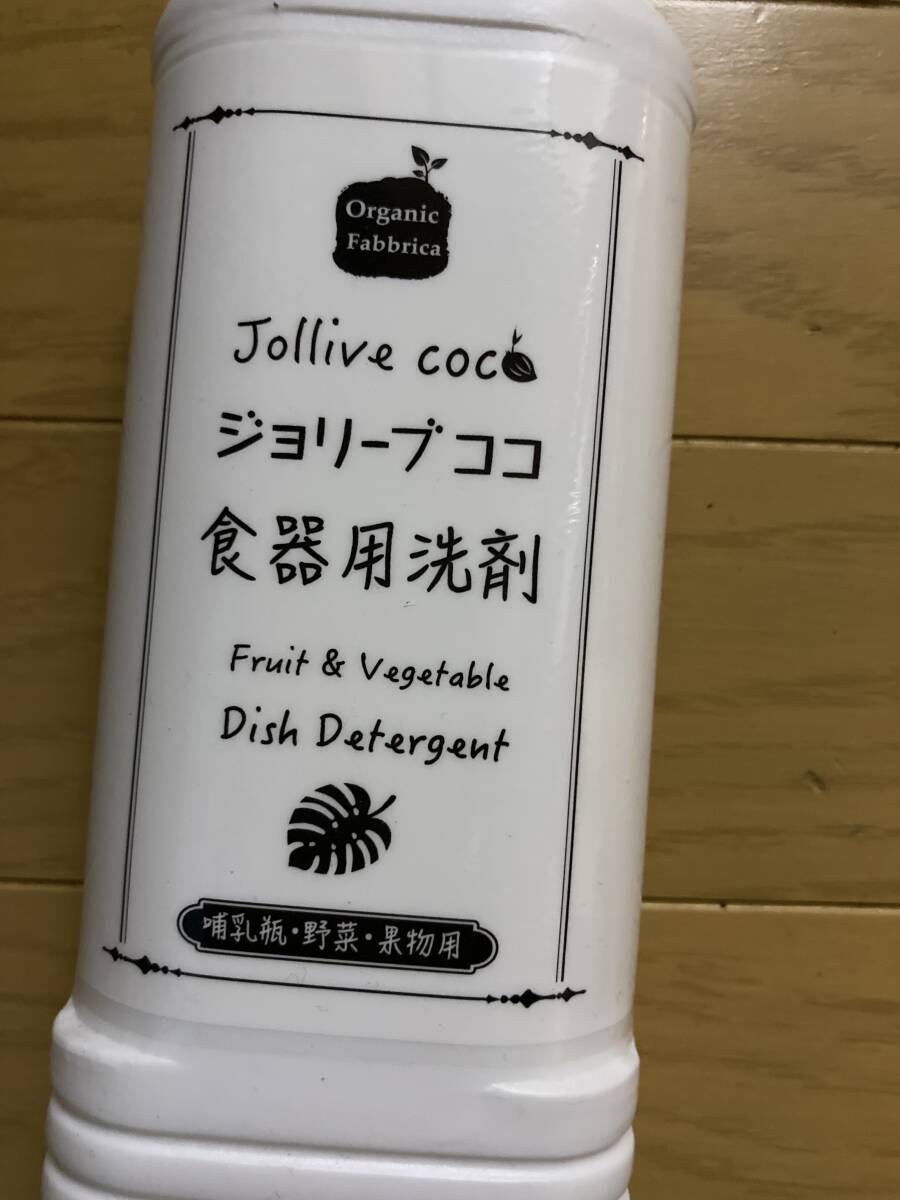 Organic
Fabbrica
Jollive coco
ジョリーブココ
食器用洗剤
Fruit & Vegetable
Dish Detergent
哺乳瓶・野菜・果物用